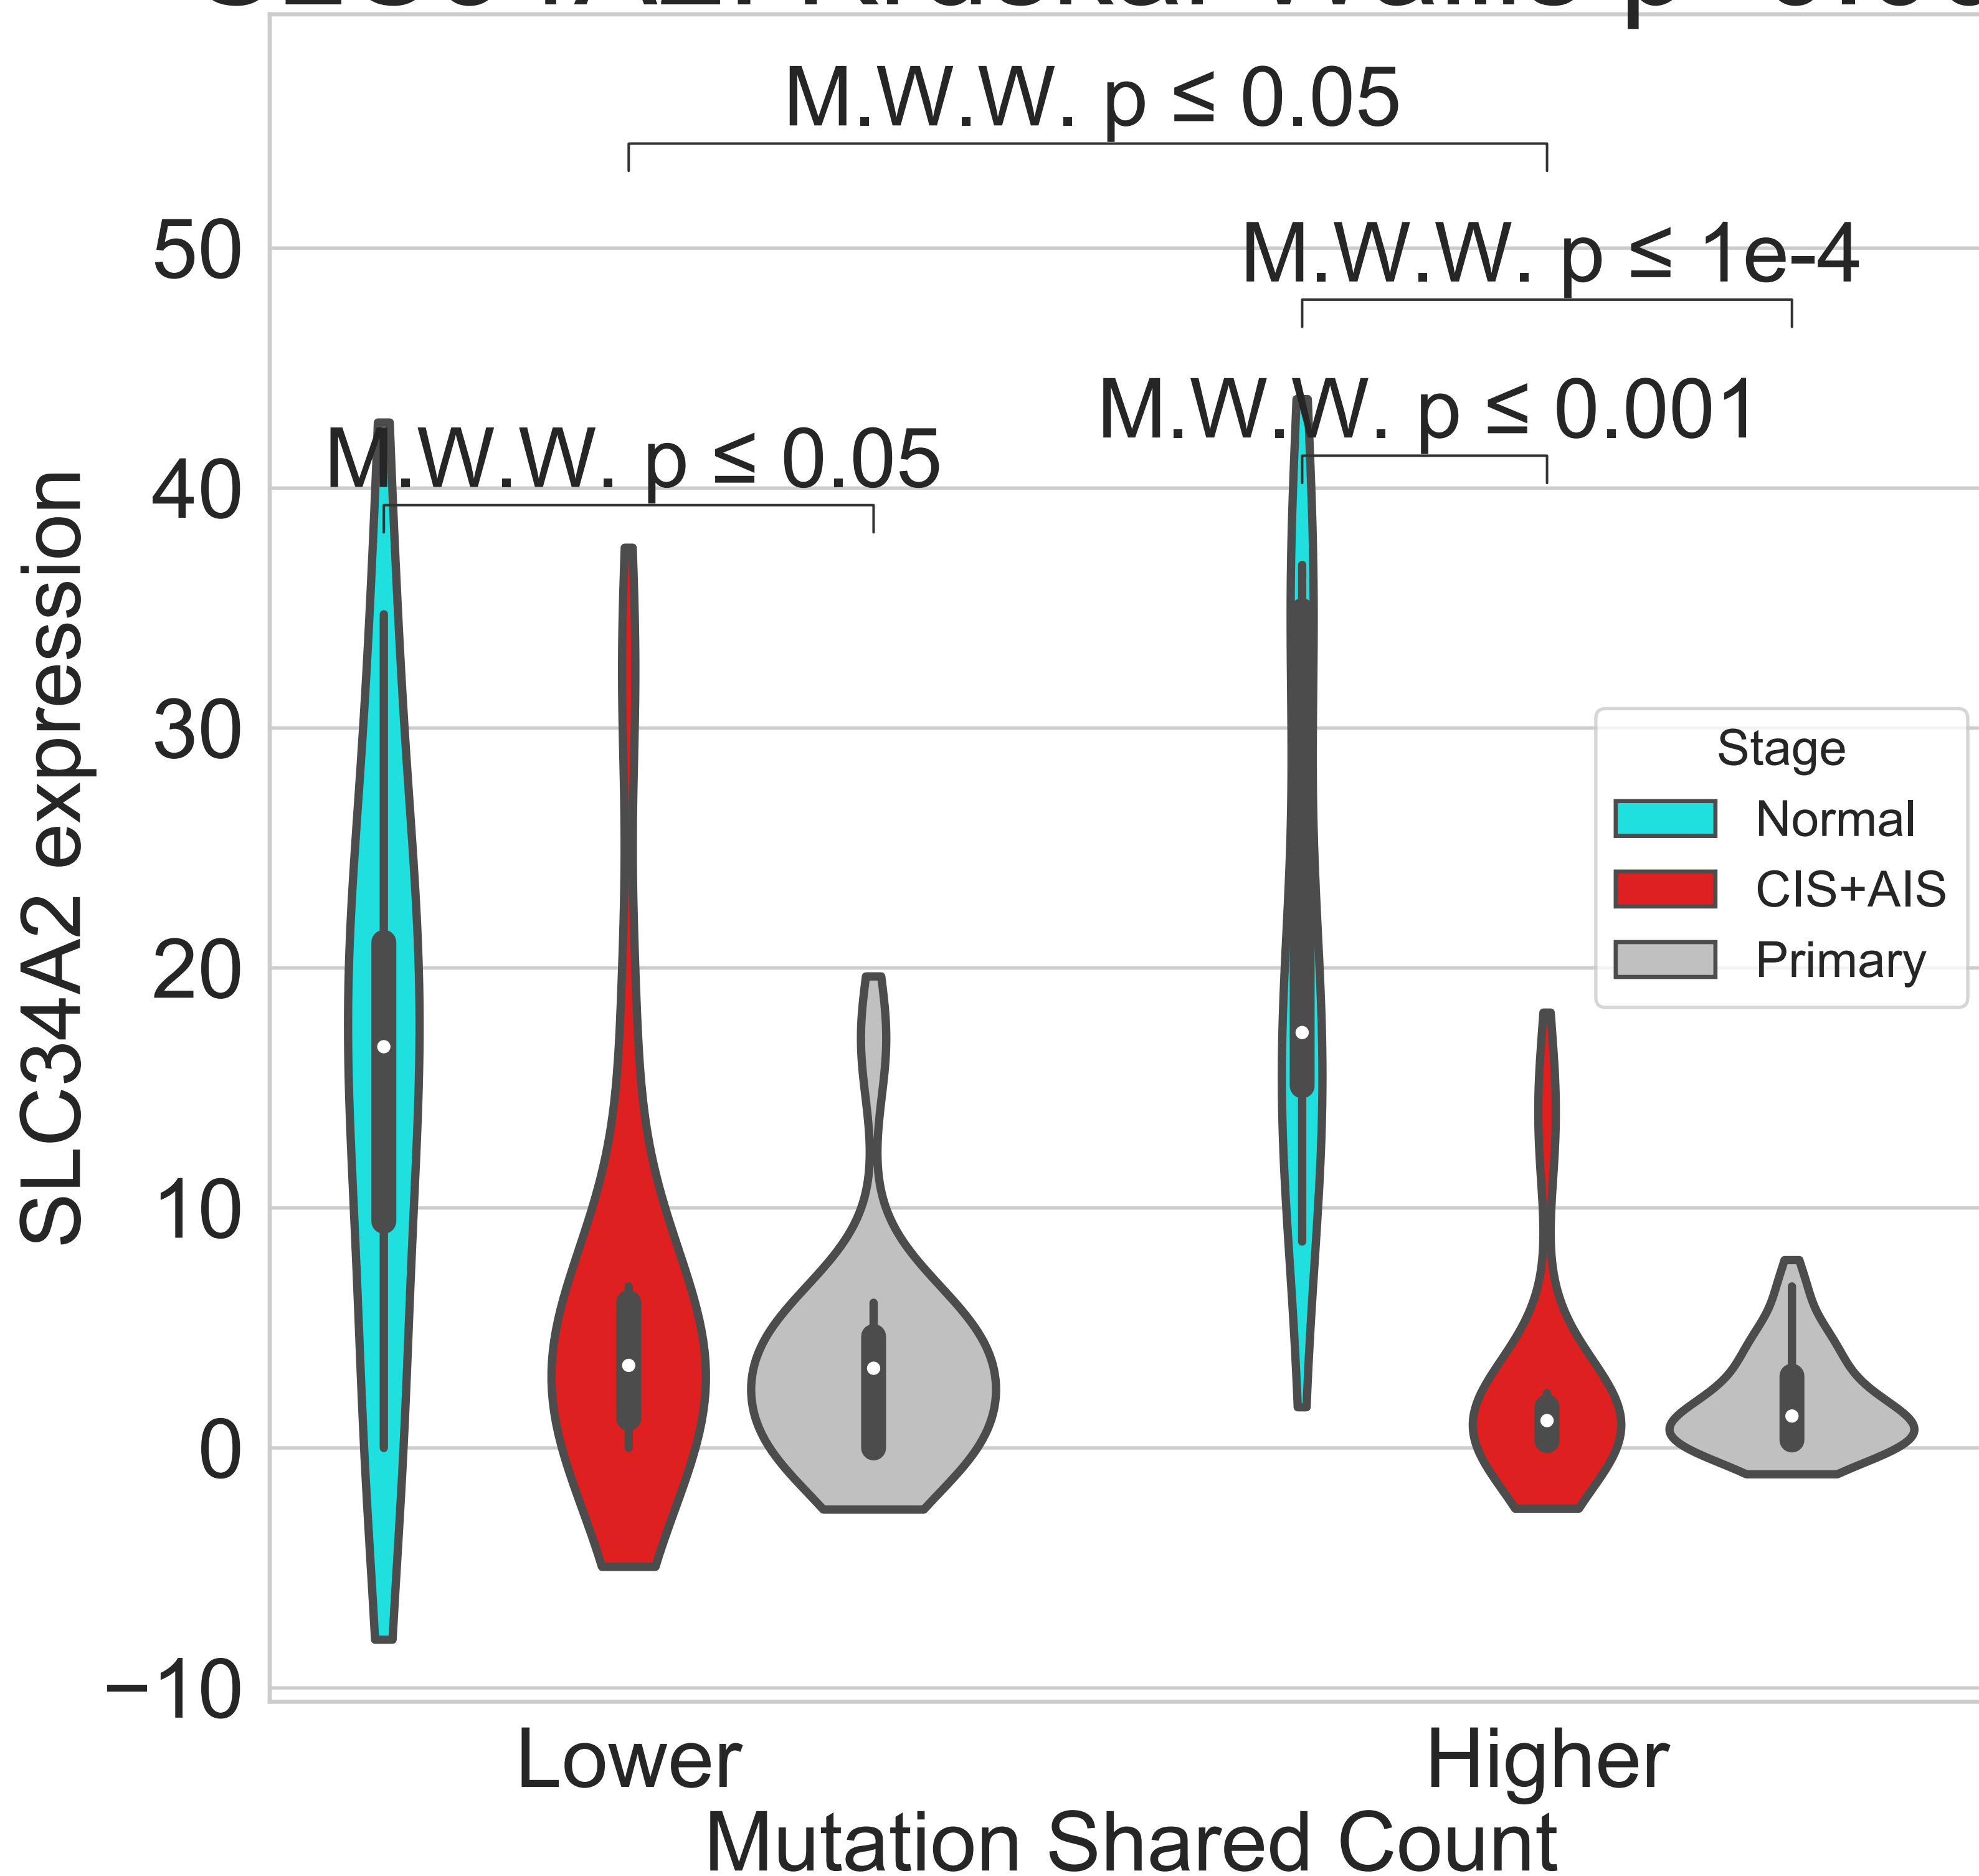 M.W.W. p ≤ 0.05
50
M.W.W. p ≤ 1e-4
M.W.W. p ≤ 0.001
M.W.W. p ≤ 0.05
40
30
20
10
0
−10
SLC34A2 expression
Stage
Normal
CIS+AIS
Primary
Lower
Higher
Mutation Shared Count